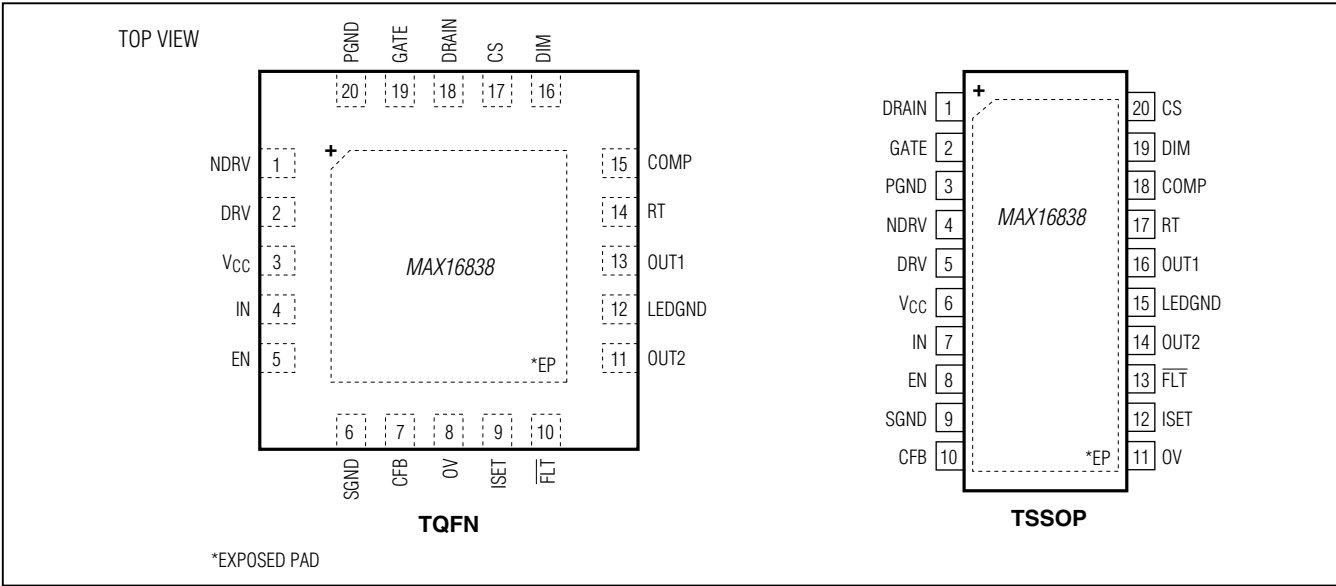 TOP VIEW
PGND
GATE
DRAIN
CS
DIM
20 19 18 17 16
NDRV 1
DRV 2
VCC 3
IN 4
EN 5
+
MAX16838
*EP
15 COMP
14 RT
13 OUT1
12 LEDGND
11 OUT2
6 7 8 9 10
SGND
CFB
OV
ISET
FLT
TQFN
*EXPOSED PAD
DRAIN 1
GATE 2
PGND 3
NDRV 4
DRV 5
VCC 6
IN 7
EN 8
SGND 9
CFB 10
+
MAX16838
*EP
20 CS
19 DIM
18 COMP
17 RT
16 OUT1
15 LEDGND
14 OUT2
13 FLT
12 ISET
11 OV
TSSOP